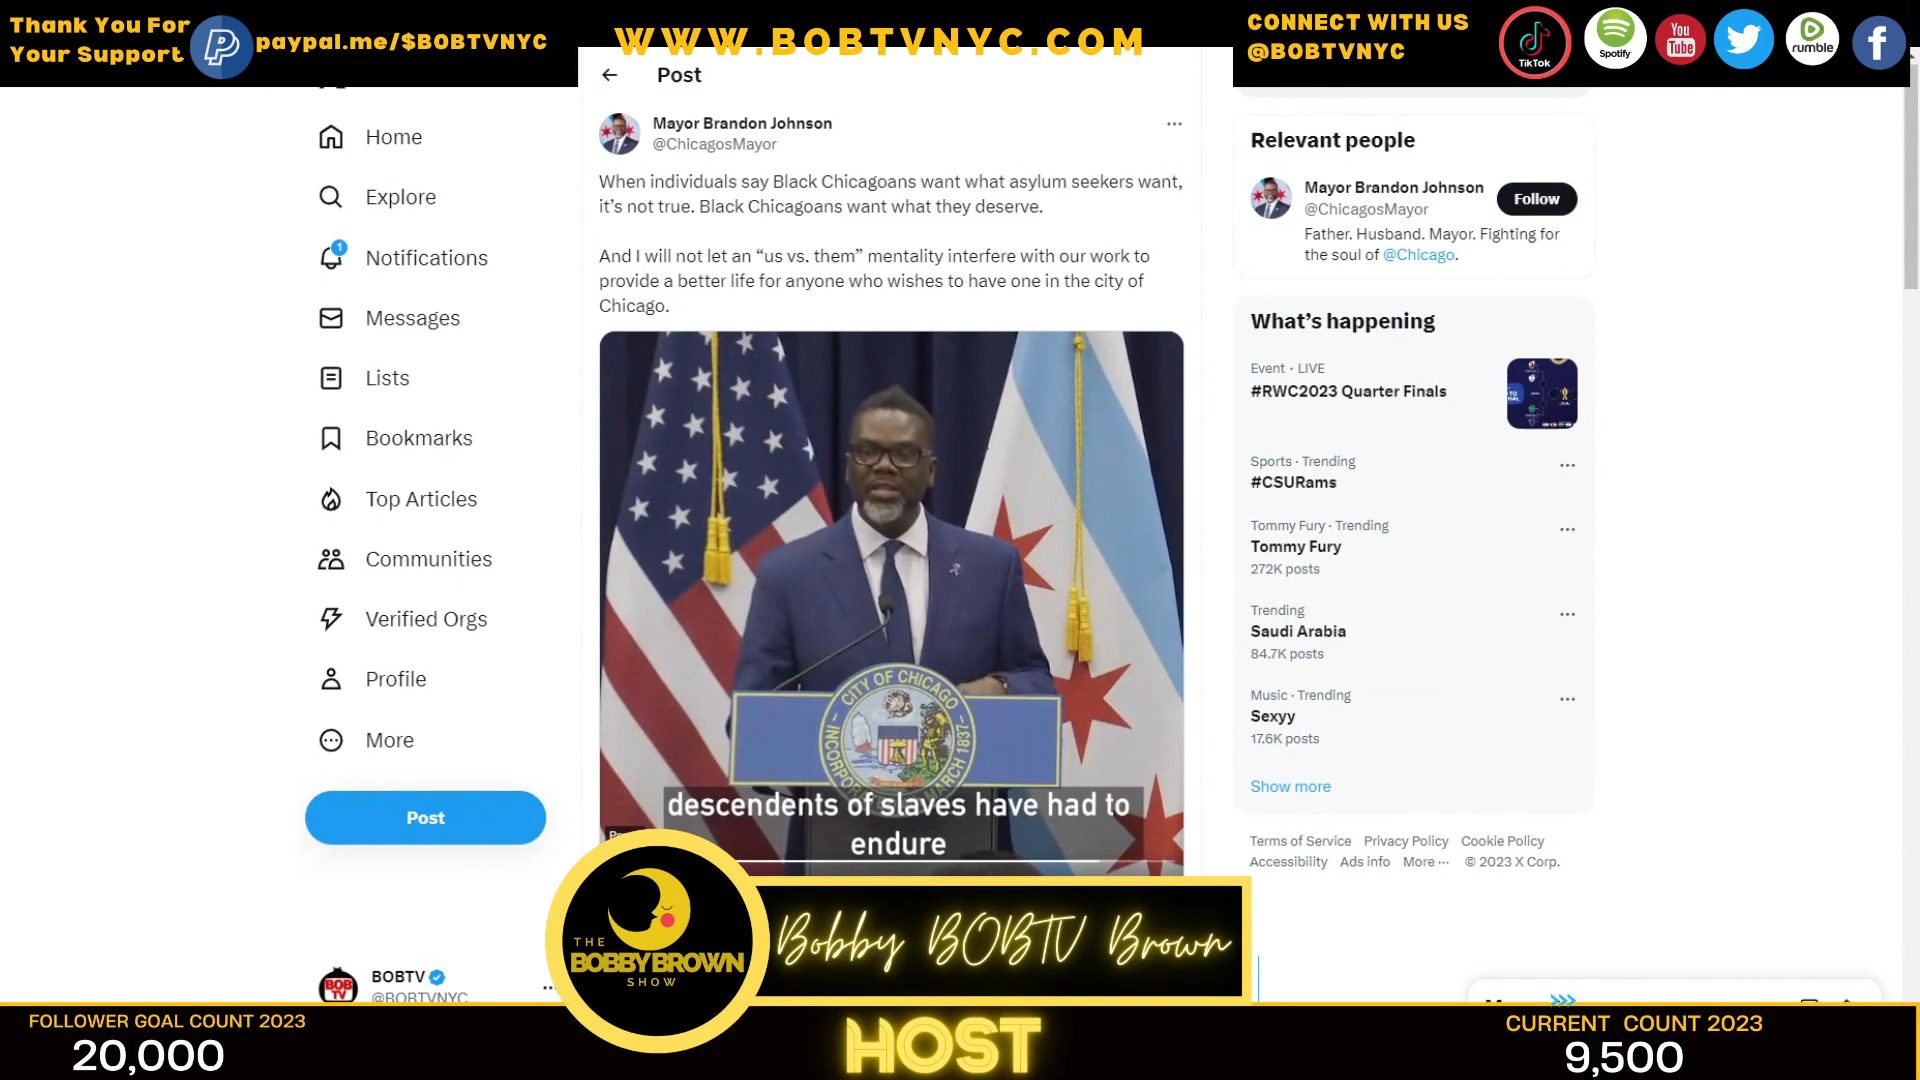 Thank You For
Your Support
paypal.me/$BOBTVNYC
WWW.BOBTVNYC.COM
CONNECT WITH US
@BOBTVNYC
TikTok
Spotify
You
Tube
rumble
Home
Explore
1
Notifications
Messages
Lists
Bookmarks
Top Articles
Communities
Verified Orgs
Profile
More
Post
BOB
TV
BOBTV
@BOBTVNYC
Post
Mayor Brandon Johnson
@ChicagosMayor
When individuals say Black Chicagoans want what asylum seekers want,
it’s not true. Black Chicagoans want what they deserve.
And I will not let an “us vs. them” mentality interfere with our work to
provide a better life for anyone who wishes to have one in the city of
Chicago.
CITY OF CHICAGO
MARCH 1837
descendents of slaves have had to
endure
Relevant people
Mayor Brandon Johnson
@ChicagosMayor
Follow
Father. Husband. Mayor. Fighting for
the soul of @Chicago.
What’s happening
Event · LIVE
#RWC2023 Quarter Finals
Sports · Trending
#CSURams
Tommy Fury · Trending
Tommy Fury
272K posts
Trending
Saudi Arabia
84.7K posts
Music · Trending
Sexyy
17.6K posts
Show more
Terms of Service Privacy Policy Cookie Policy
Accessibility Ads info More ··· © 2023 X Corp.
THE
BOBBY BROWN
SHOW
Bobby BOBTV Brown
HOST
FOLLOWER GOAL COUNT 2023
20,000
CURRENT COUNT 2023
9,500